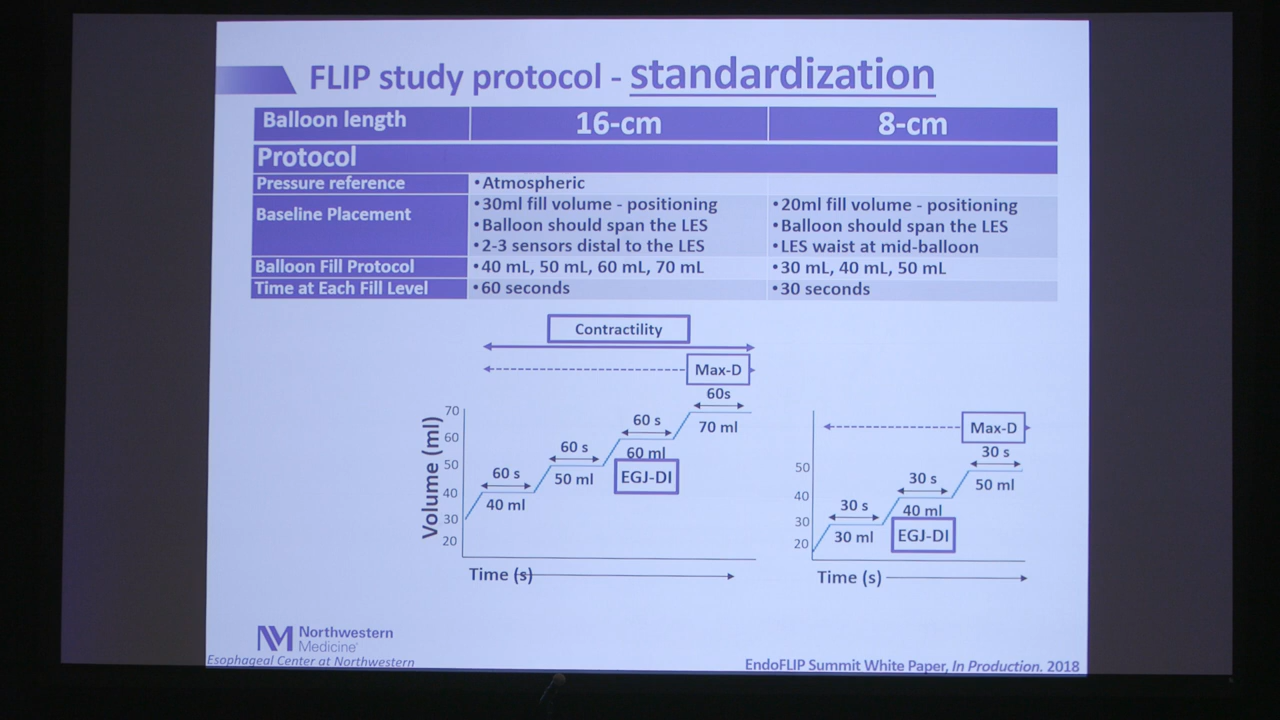 FLIP study protocol - standardization
Balloon length 16-cm 8-cm
Protocol
Pressure reference •Atmospheric
Baseline Placement
•30ml fill volume - positioning
•Balloon should span the LES
•2-3 sensors distal to the LES
•20ml fill volume - positioning
•Balloon should span the LES
•LES waist at mid-balloon
Balloon Fill Protocol •40 mL, 50 mL, 60 mL, 70 mL •30 mL, 40 mL, 50 mL
Time at Each Fill Level •60 seconds •30 seconds
Contractility
Max-D
60s
70 ml
60 s
60 ml
EGJ-DI
60 s
50 ml
60 s
40 ml
Volume (ml)
70
60
50
40
30
20
Time (s)
Max-D
30 s
50 ml
30 s
40 ml
EGJ-DI
30 s
30 ml
50
40
30
20
Time (s)
NM Northwestern
Medicine
Esophageal Center at Northwestern
EndoFLIP Summit White Paper, In Production. 2018